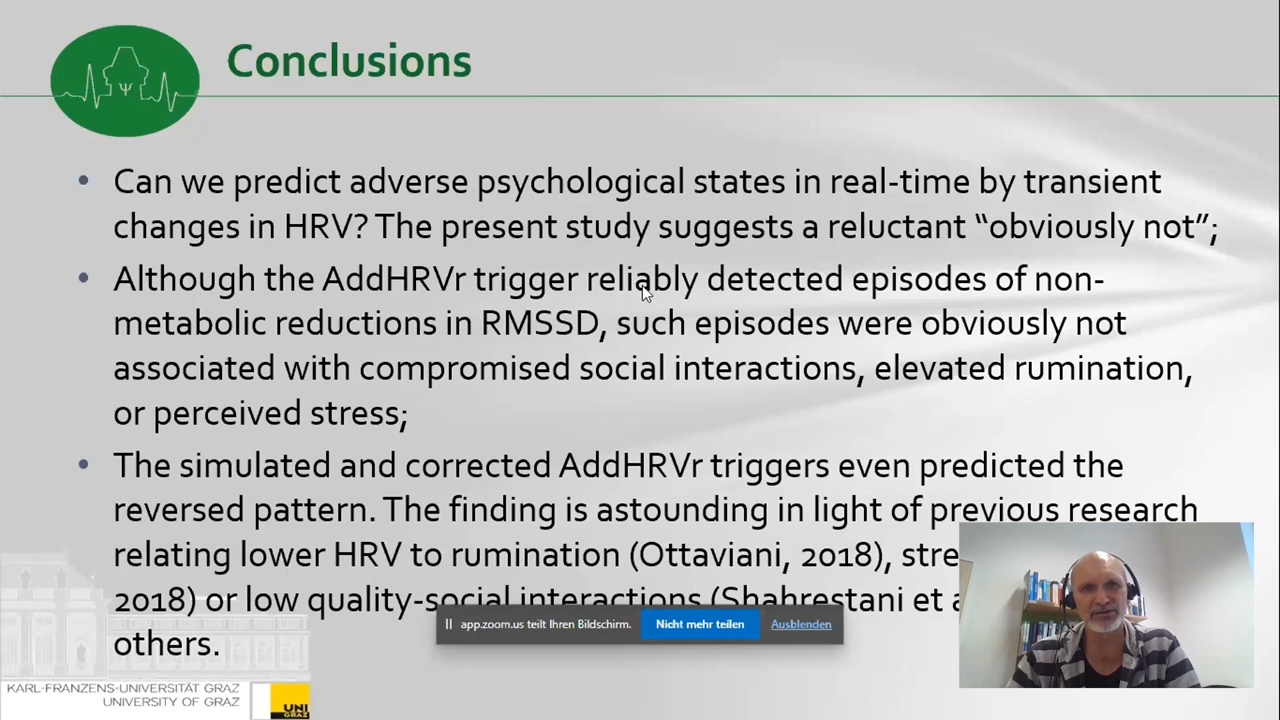 Conclusions
• Can we predict adverse psychological states in real-time by transient
changes in HRV? The present study suggests a reluctant “obviously not”;
• Although the AddHRVr trigger reliably detected episodes of non-
metabolic reductions in RMSSD, such episodes were obviously not
associated with compromised social interactions, elevated rumination,
or perceived stress;
• The simulated and corrected AddHRVr triggers even predicted the
reversed pattern. The finding is astounding in light of previous research
relating lower HRV to rumination (Ottaviani, 2018),
2018) or low quality-social interactions (Shahrestani et
others.
app.zoom.us teilt Ihren Bildschirm. Nicht mehr teilen Ausblenden
KARL-FRANZENS-UNIVERSITÄT GRAZ
UNIVERSITY OF GRAZ
UNI
GRAZ
Ψ